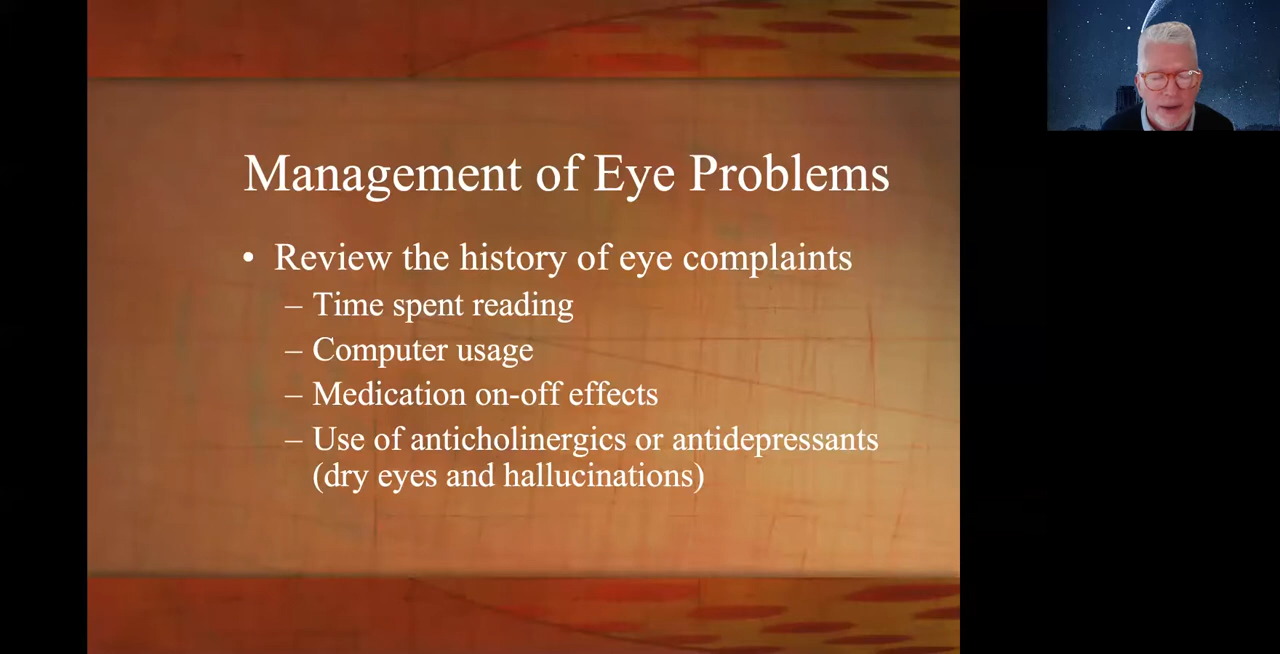 Management of Eye Problems
• Review the history of eye complaints
– Time spent reading
– Computer usage
– Medication on-off effects
– Use of anticholinergics or antidepressants
(dry eyes and hallucinations)